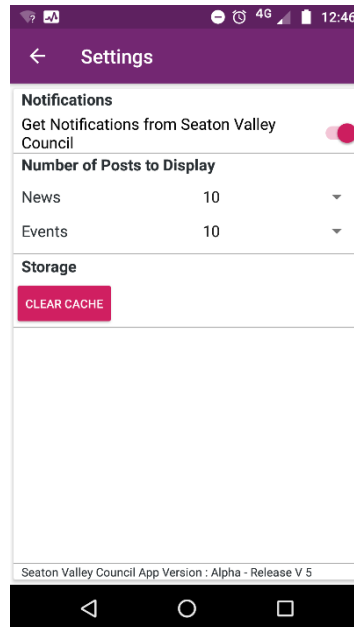 4G 12:46
Settings
Notifications
Get Notifications from Seaton Valley
Council
Number of Posts to Display
News 10
Events 10
Storage
CLEAR CACHE
Seaton Valley Council App Version : Alpha - Release V 5